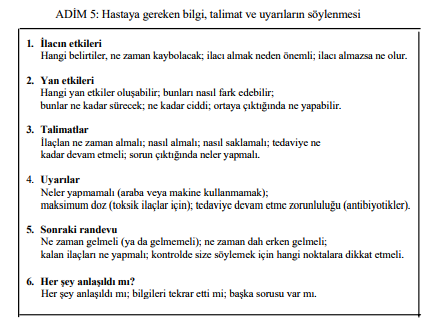 ADİM 5: Hastaya gereken bilgi, talimat ve uyarıların söylenmesi
1. İlacın etkileri
Hangi belirtiler, ne zaman kaybolacak; ilacı almak neden önemli; ilacı almazsa ne olur.
2. Yan etkileri
Hangi yan etkiler oluşabilir; bunları nasıl fark edebilir;
bunlar ne kadar sürecek; ne kadar ciddi; ortaya çıktığında ne yapabilir.
3. Talimatlar
İlaçlan ne zaman almalı; nasıl almalı; nasıl saklamalı; tedaviye ne
kadar devam etmeli; sorun çıktığında neler yapmalı.
4. Uyarılar
Neler yapmamalı (araba veya makine kullanmamak);
maksimum doz (toksik ilaçlar için); tedaviye devam etme zorunluluğu (antibiyotikler).
5. Sonraki randevu
Ne zaman gelmeli (ya da gelmemeli); ne zaman dah erken gelmeli;
kalan ilaçları ne yapmalı; kontrolde size söylemek için hangi noktalara dikkat etmeli.
6. Her şey anlaşıldı mı?
Her şey anlaşıldı mı; bilgileri tekrar etti mi; başka sorusu var mı.